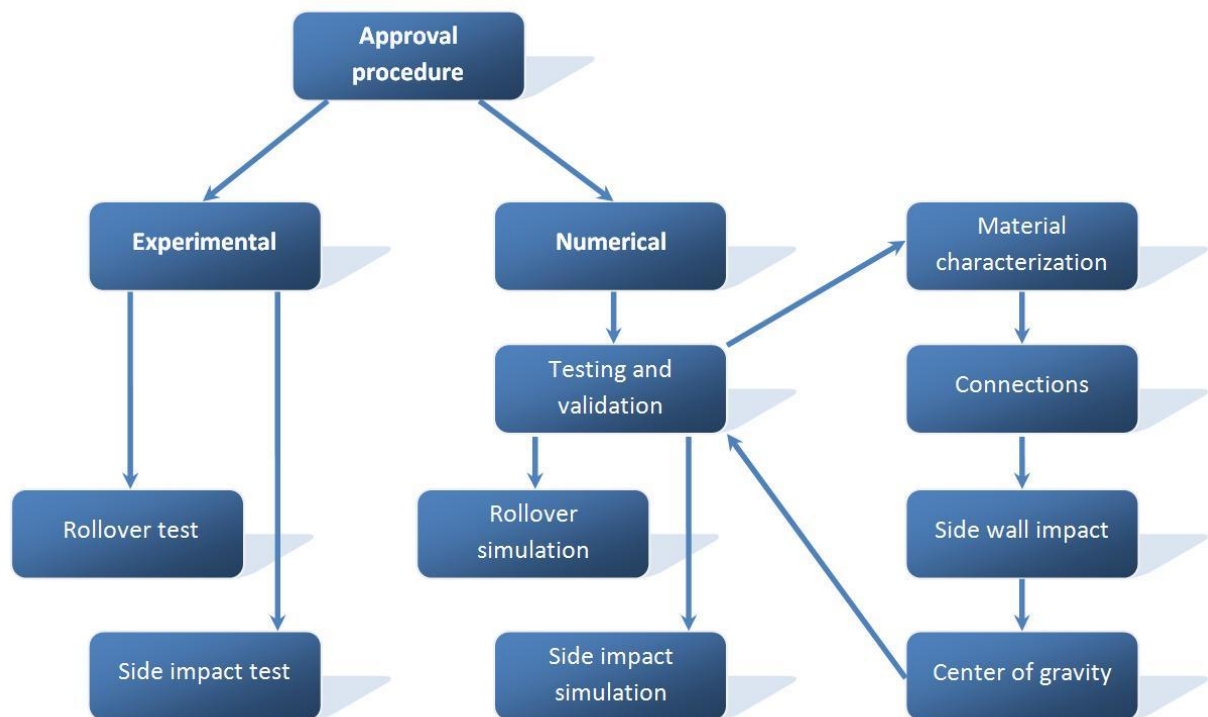 Approval
procedure
Experimental
Numerical
Material
characterization
Testing and
validation
Connections
Rollover test
Rollover
simulation
Side wall impact
Side impact test
Side impact
simulation
Center of gravity